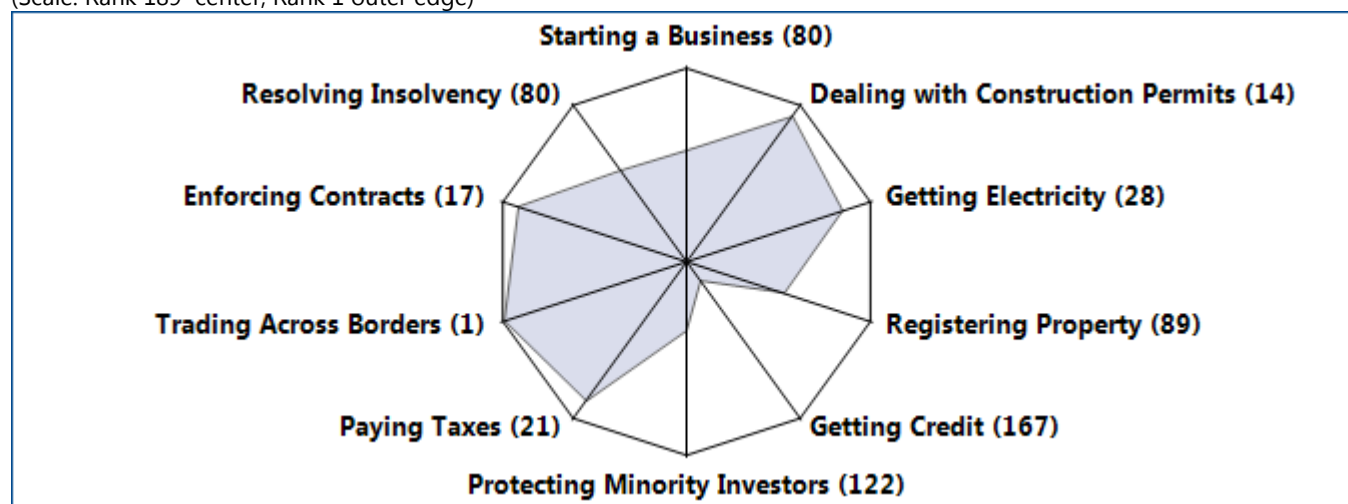 (Scale: Rank 189 center, Rank 1 outer edge)
Starting a Business (80)
Resolving Insolvency (80)
Dealing with Construction Permits (14)
Enforcing Contracts (17)
Getting Electricity (28)
Trading Across Borders (1)
Registering Property (89)
Paying Taxes (21)
Getting Credit (167)
Protecting Minority Investors (122)